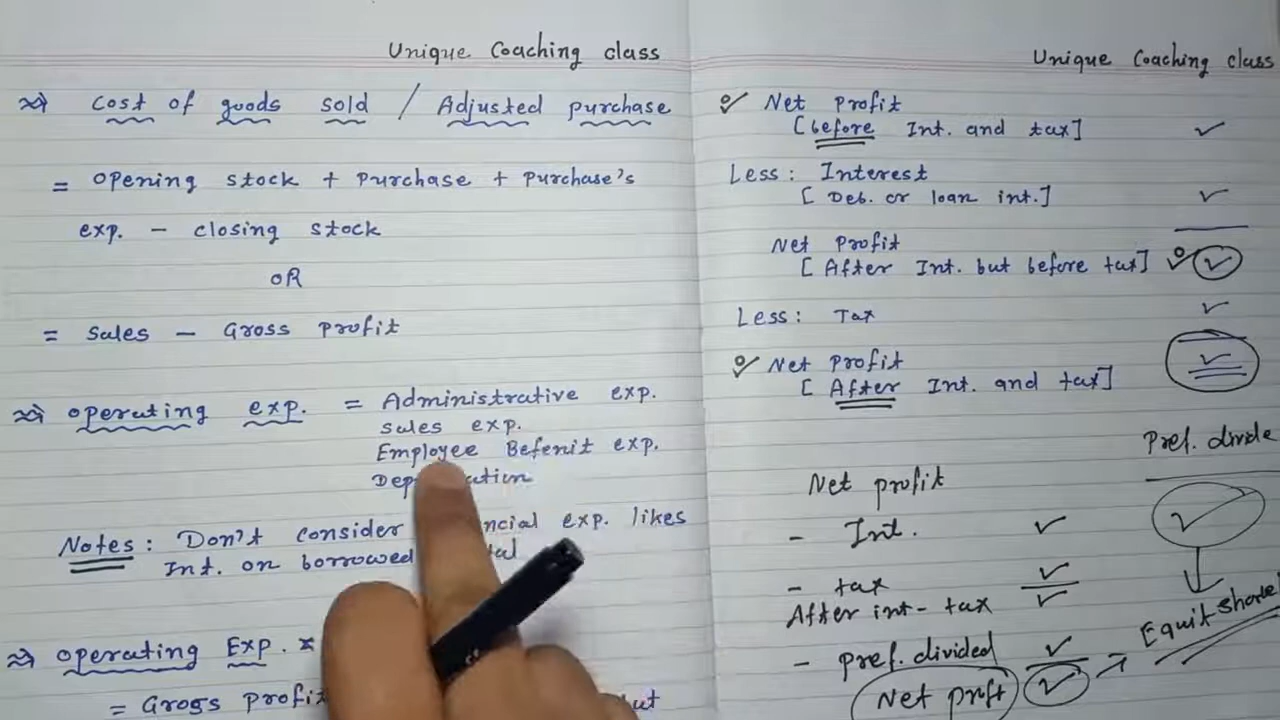 Unique Coaching class
⇒ Cost of goods sold / Adjusted purchase
= opening stock + purchase + purchase's
exp. - closing stock
OR
= sales - Gross profit
⇒ operating exp. = Administrative exp.
sales exp.
Employee Befenit exp.
Notes: Don't consider exp. likes
Int. on borrowed
⇒ operating Exp.
= Gross profit
Unique Coaching class
Net profit
[before Int. and tax] ✓
Less: Interest
[Deb. or loan int.] ✓
Net profit
[After Int. but before tax] ✓
Less: Tax ✓
Net profit
[After Int. and tax] ✓
Pref. divide
Net profit
- Int. ✓
- tax ✓
After int - tax ✓
- pref. divided ✓
Net proft ✓ → Equit share